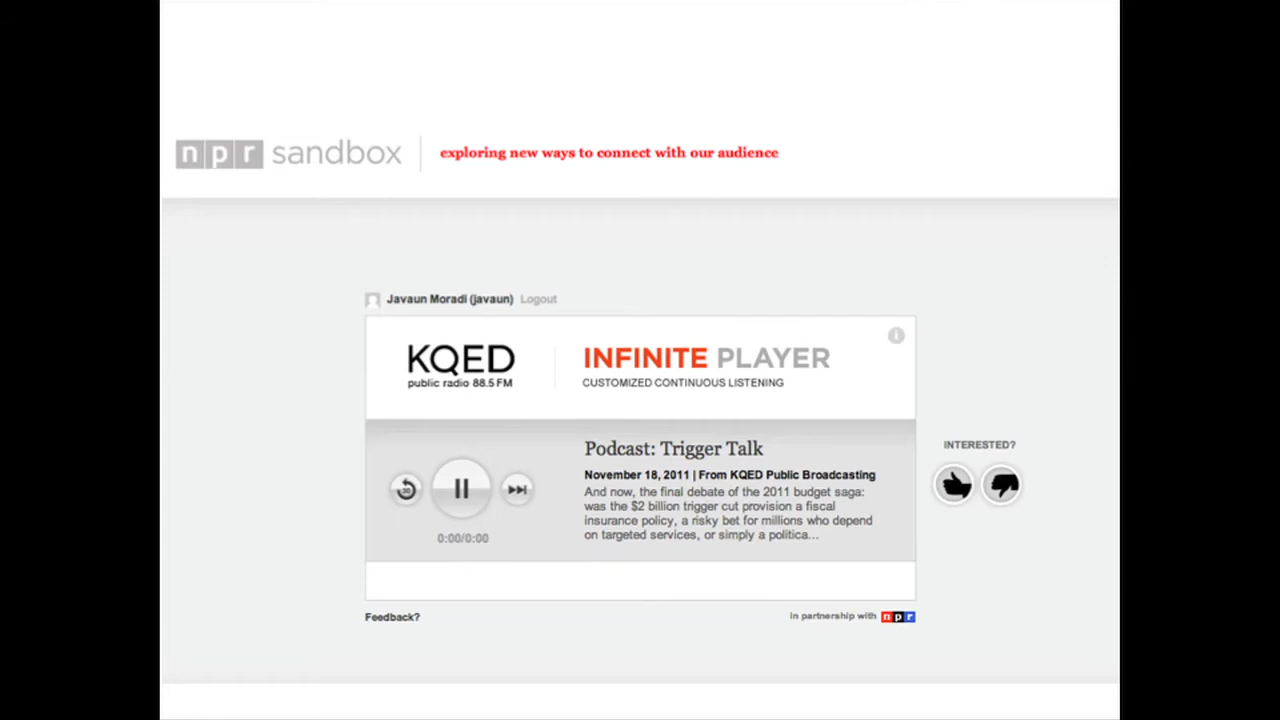 npr sandbox
exploring new ways to connect with our audience
Javaun Moradi (javaun) Logout
KQED
public radio 88.5 FM
INFINITE PLAYER
CUSTOMIZED CONTINUOUS LISTENING
i
Podcast: Trigger Talk
November 18, 2011 | From KQED Public Broadcasting
And now, the final debate of the 2011 budget saga:
was the $2 billion trigger cut provision a fiscal
insurance policy, a risky bet for millions who depend
on targeted services, or simply a politica...
30
0:00/0:00
INTERESTED?
Feedback?
in partnership with npr